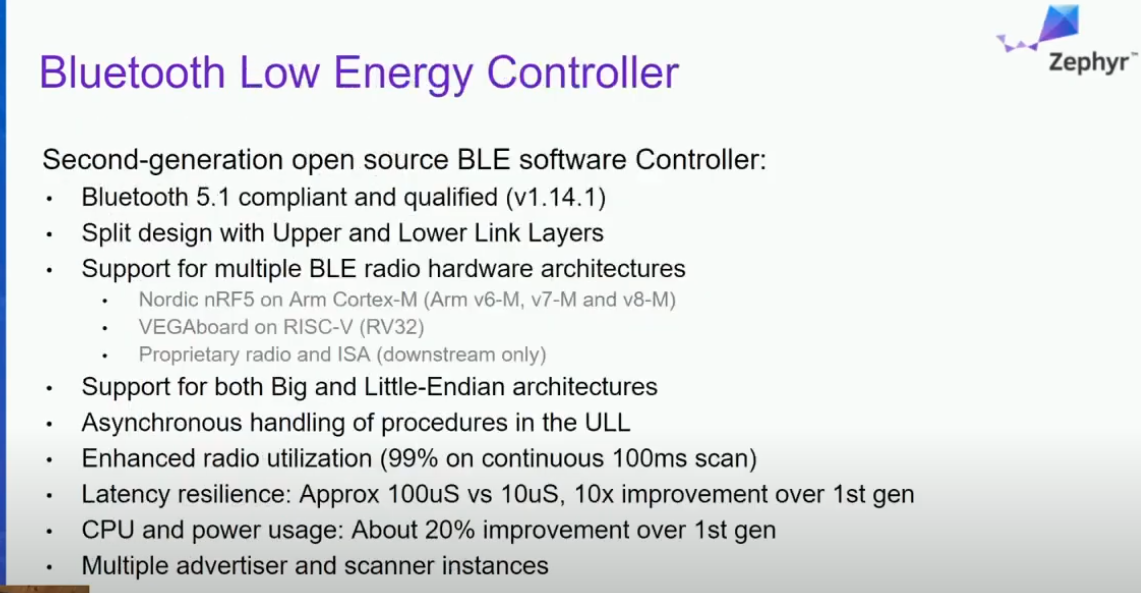 Zephyr™
Bluetooth Low Energy Controller
Second-generation open source BLE software Controller:
• Bluetooth 5.1 compliant and qualified (v1.14.1)
• Split design with Upper and Lower Link Layers
• Support for multiple BLE radio hardware architectures
• Nordic nRF5 on Arm Cortex-M (Arm v6-M, v7-M and v8-M)
• VEGAboard on RISC-V (RV32)
• Proprietary radio and ISA (downstream only)
• Support for both Big and Little-Endian architectures
• Asynchronous handling of procedures in the ULL
• Enhanced radio utilization (99% on continuous 100ms scan)
• Latency resilience: Approx 100uS vs 10uS, 10x improvement over 1st gen
• CPU and power usage: About 20% improvement over 1st gen
• Multiple advertiser and scanner instances